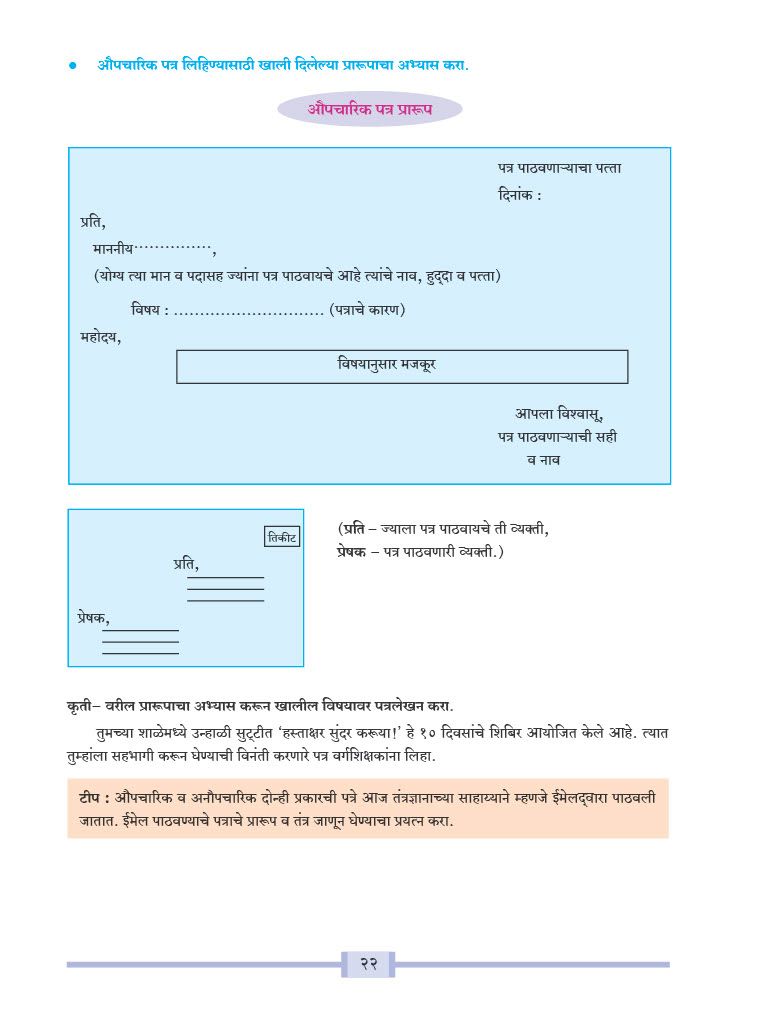 • औपचारिक पत्र लिहिण्यासाठी खाली दिलेल्या प्रारूपाचा अभ्यास करा.
औपचारिक पत्र प्रारूप
पत्र पाठवणाऱ्याचा पत्ता
दिनांक :
प्रति,
माननीय...............,
(योग्य त्या मान व पदासह ज्यांना पत्र पाठवायचे आहे त्यांचे नाव, हुद्‌दा व पत्ता)
विषय : ............................. (पत्राचे कारण)
महोदय,
विषयानुसार मजकूर
आपला विश्वासू,
पत्र पाठवणाऱ्याची सही
व नाव
तिकीट
प्रति,
प्रेषक,
(प्रति – ज्याला पत्र पाठवायचे ती व्यक्ती,
प्रेषक – पत्र पाठवणारी व्यक्ती.)
कृती– वरील प्रारूपाचा अभ्यास करून खालील विषयावर पत्रलेखन करा.
तुमच्या शाळेमध्ये उन्हाळी सुट्‌टीत ‘हस्ताक्षर सुंदर करूया!’ हे १० दिवसांचे शिबिर आयोजित केले आहे. त्यात
तुम्हांला सहभागी करून घेण्याची विनंती करणारे पत्र वर्गशिक्षकांना लिहा.
टीप : औपचारिक व अनौपचारिक दोन्ही प्रकारची पत्रे आज तंत्रज्ञानाच्या साहाय्याने म्हणजे ईमेलद्‌वारा पाठवली
जातात. ईमेल पाठवण्याचे पत्राचे प्रारूप व तंत्र जाणून घेण्याचा प्रयत्न करा.
२२